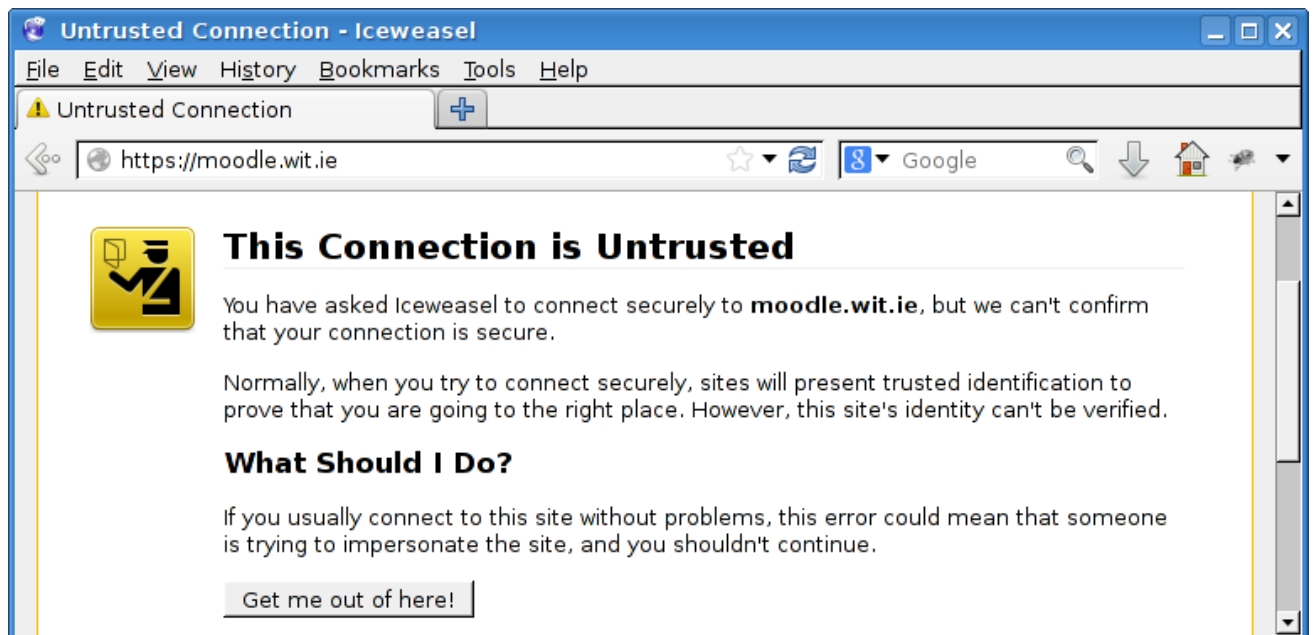 Untrusted Connection - Iceweasel
File Edit View History Bookmarks Tools Help
Untrusted Connection
https://moodle.wit.ie 8 Google
This Connection is Untrusted
You have asked Iceweasel to connect securely to moodle.wit.ie, but we can't confirm
that your connection is secure.
Normally, when you try to connect securely, sites will present trusted identification to
prove that you are going to the right place. However, this site's identity can't be verified.
What Should I Do?
If you usually connect to this site without problems, this error could mean that someone
is trying to impersonate the site, and you shouldn't continue.
Get me out of here!